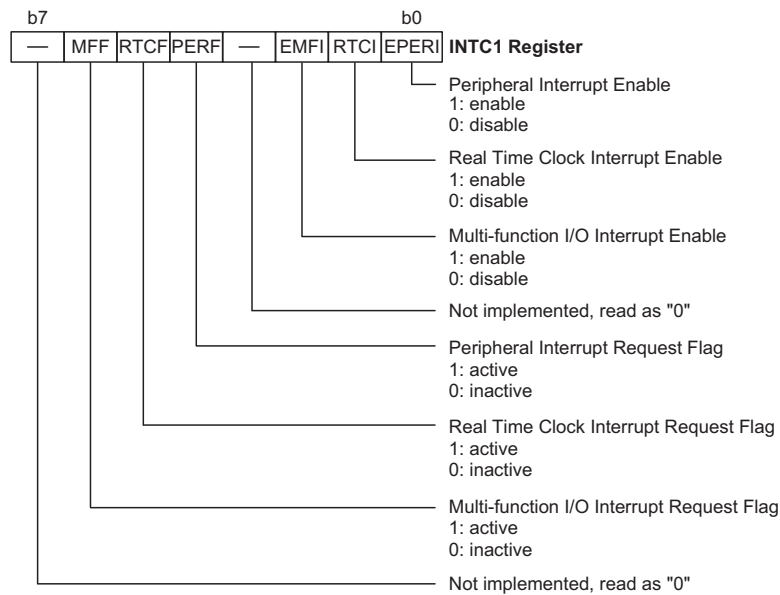 b7 b0
— MFF RTCF PERF — EMFI RTCI EPERI INTC1 Register
Peripheral Interrupt Enable
1: enable
0: disable
Real Time Clock Interrupt Enable
1: enable
0: disable
Multi-function I/O Interrupt Enable
1: enable
0: disable
Not implemented, read as "0"
Peripheral Interrupt Request Flag
1: active
0: inactive
Real Time Clock Interrupt Request Flag
1: active
0: inactive
Multi-function I/O Interrupt Request Flag
1: active
0: inactive
Not implemented, read as "0"